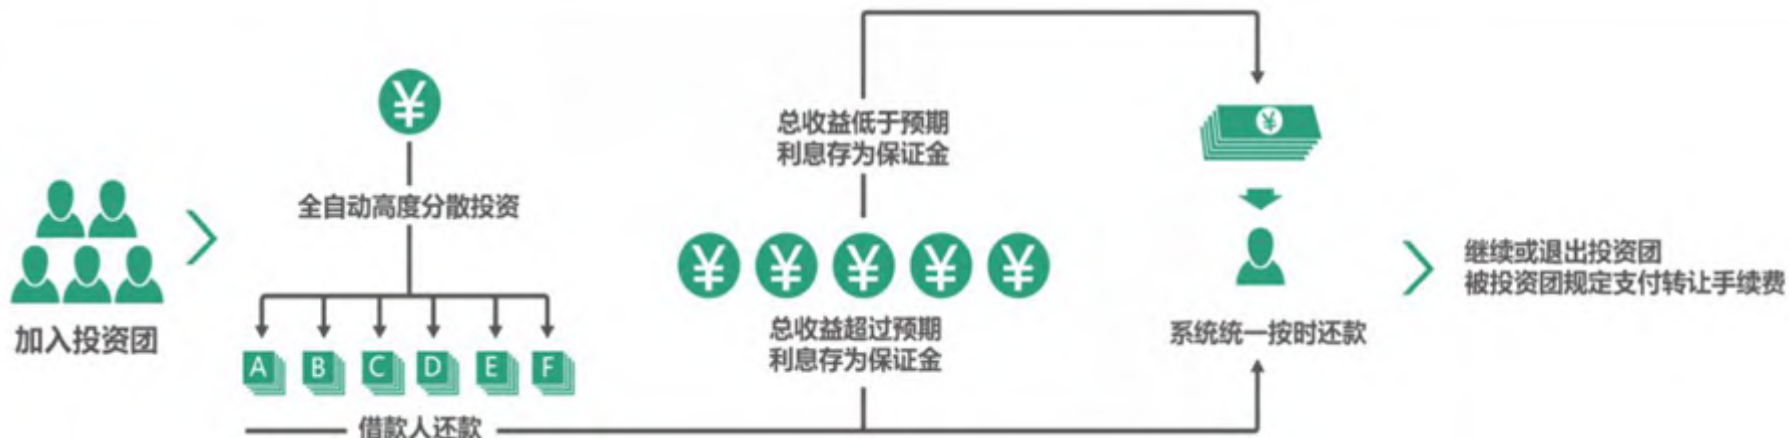 加入投资团
¥
全自动高度分散投资
A B C D E F
借款人还款
总收益低于预期
利息存为保证金
¥ ¥ ¥ ¥ ¥
总收益超过预期
利息存为保证金
¥
系统统一按时还款
继续或退出投资团
被投资团规定支付转让手续费